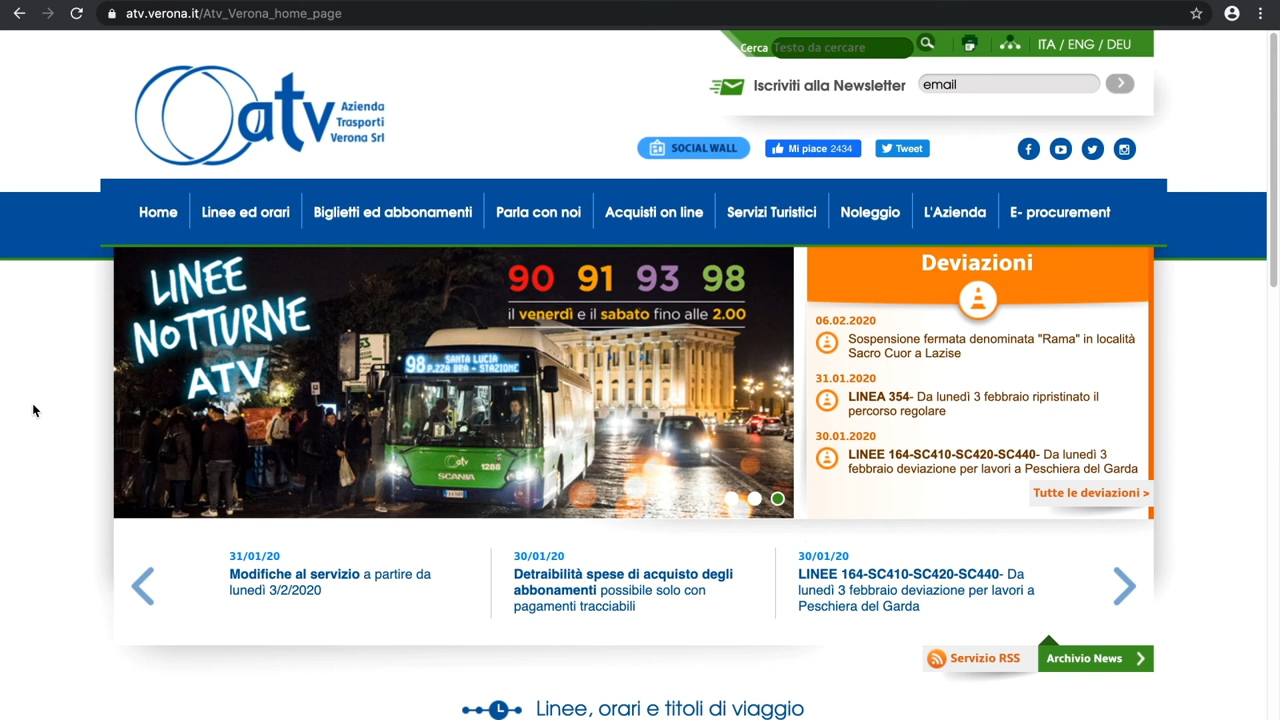 atv.verona.it/Atv_Verona_home_page
Cerca Testo da cercare
ITA / ENG / DEU
Iscriviti alla Newsletter email
atv Azienda
Trasporti
Verona Srl
SOCIAL WALL Mi piace 2434 Tweet
Home Linee ed orari Biglietti ed abbonamenti Parla con noi Acquisti on line Servizi Turistici Noleggio L'Azienda E- procurement
LINEE
NOTTURNE
ATV
90 91 93 98
il venerdì e il sabato fino alle 2.00
98 SANTA LUCIA
P.ZZA BRA - STAZIONE
atv 1288
SCANIA
Deviazioni
06.02.2020
Sospensione fermata denominata "Rama" in località
Sacro Cuor a Lazise
31.01.2020
LINEA 354- Da lunedì 3 febbraio ripristinato il
percorso regolare
30.01.2020
LINEE 164-SC410-SC420-SC440- Da lunedì 3
febbraio deviazione per lavori a Peschiera del Garda
Tutte le deviazioni >
31/01/20
Modifiche al servizio a partire da
lunedì 3/2/2020
30/01/20
Detraibilità spese di acquisto degli
abbonamenti possibile solo con
pagamenti tracciabili
30/01/20
LINEE 164-SC410-SC420-SC440- Da
lunedì 3 febbraio deviazione per lavori a
Peschiera del Garda
Servizio RSS
Archivio News
Linee, orari e titoli di viaggio